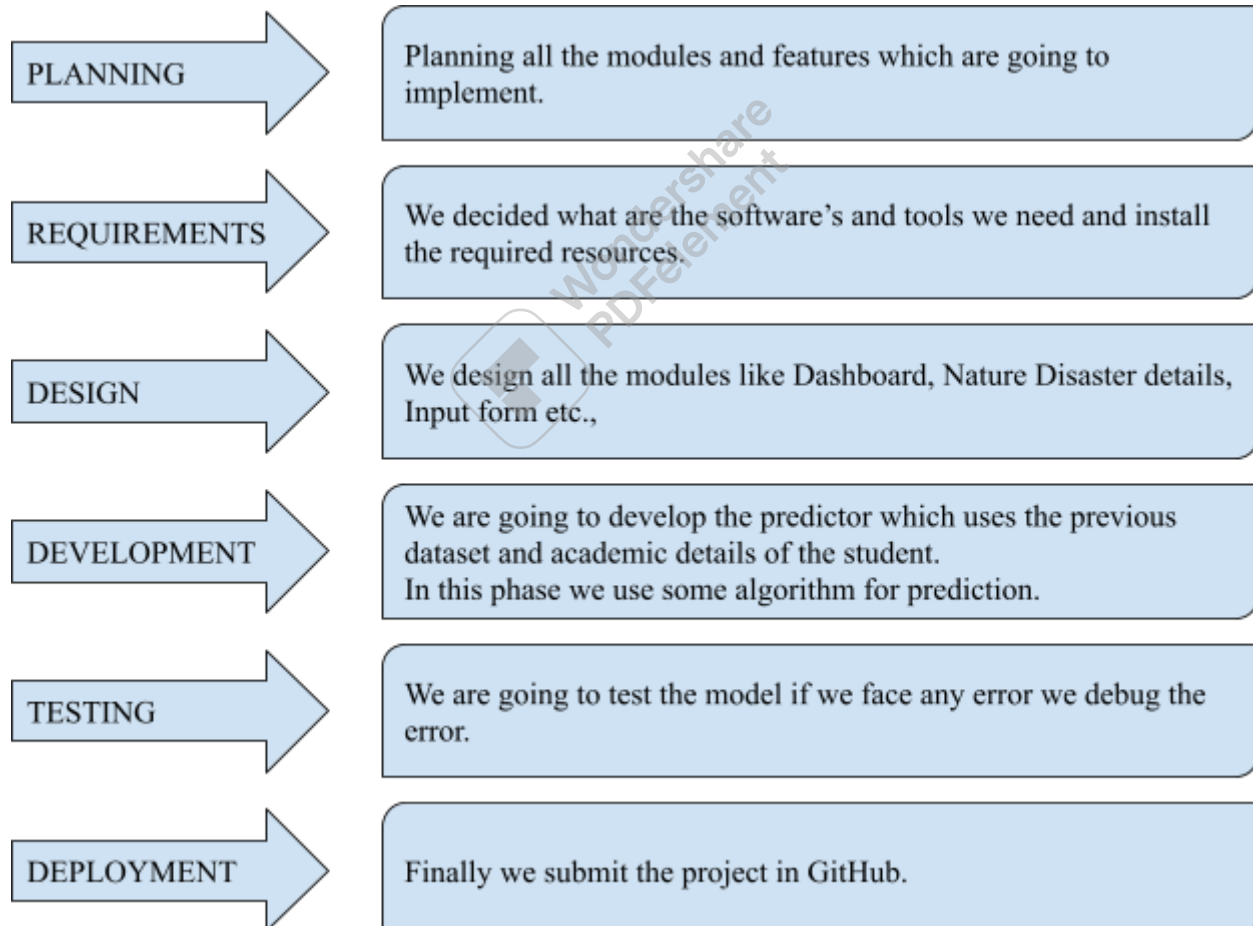 PLANNING
Planning all the modules and features which are going to
implement.
REQUIREMENTS
We decided what are the software’s and tools we need and install
the required resources.
DESIGN
We design all the modules like Dashboard, Nature Disaster details,
Input form etc.,
DEVELOPMENT
We are going to develop the predictor which uses the previous
dataset and academic details of the student.
In this phase we use some algorithm for prediction.
TESTING
We are going to test the model if we face any error we debug the
error.
DEPLOYMENT
Finally we submit the project in GitHub.
Wondershare
PDFelement